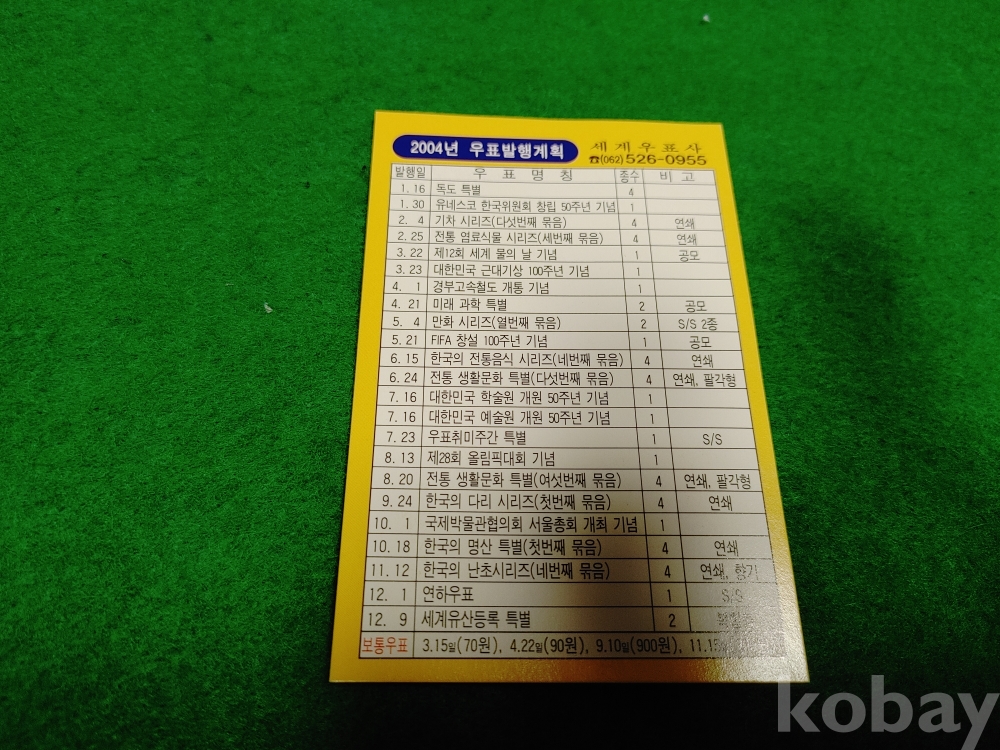 2004년 우표발행계획 세계우표사
☎(062)526-0955
발행일 우표명칭 종수 비고
1. 16 독도 특별 4
1. 30 유네스코 한국위원회 창립 50주년 기념 1
2. 4 기차 시리즈(다섯번째 묶음) 4 연쇄
2. 25 전통 염료식물 시리즈(세번째 묶음) 4 연쇄
3. 22 제12회 세계 물의 날 기념 1 공모
3. 23 대한민국 근대기상 100주년 기념 1
4. 1 경부고속철도 개통 기념 1
4. 21 미래 과학 특별 2 공모
5. 4 만화 시리즈(열번째 묶음) 2 S/S 2종
5. 21 FIFA 창설 100주년 기념 1 공모
6. 15 한국의 전통음식 시리즈(네번째 묶음) 4 연쇄
6. 24 전통 생활문화 특별(다섯번째 묶음) 4 연쇄, 팔각형
7. 16 대한민국 학술원 개원 50주년 기념 1
7. 16 대한민국 예술원 개원 50주년 기념 1
7. 23 우표취미주간 특별 1 S/S
8. 13 제28회 올림픽대회 기념 1
8. 20 전통 생활문화 특별(여섯번째 묶음) 4 연쇄, 팔각형
9. 24 한국의 다리 시리즈(첫번째 묶음) 4 연쇄
10. 1 국제박물관협의회 서울총회 개최 기념 1
10. 18 한국의 명산 특별(첫번째 묶음) 4 연쇄
11. 12 한국의 난초시리즈(네번째 묶음) 4 연쇄, 향기
12. 1 연하우표 1 S/S
12. 9 세계유산등록 특별 2
보통우표 3.15일(70원), 4.22일(90원), 9.10일(900원),
kobay